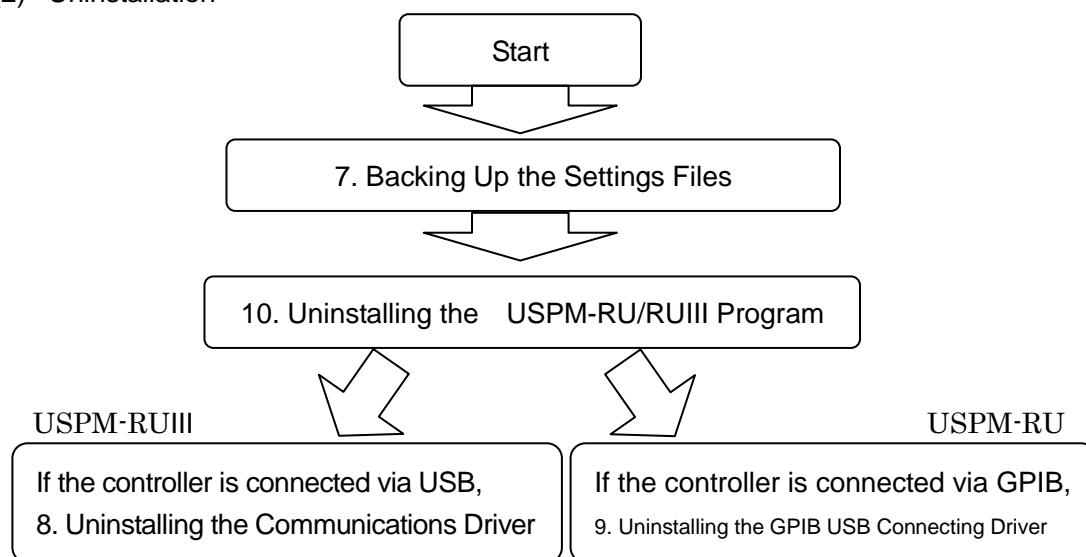 2) Uninstallation
Start
7. Backing Up the Settings Files
10. Uninstalling the USPM-RU/RUIII Program
USPM-RUIII
USPM-RU
If the controller is connected via USB,
8. Uninstalling the Communications Driver
If the controller is connected via GPIB,
9. Uninstalling the GPIB USB Connecting Driver